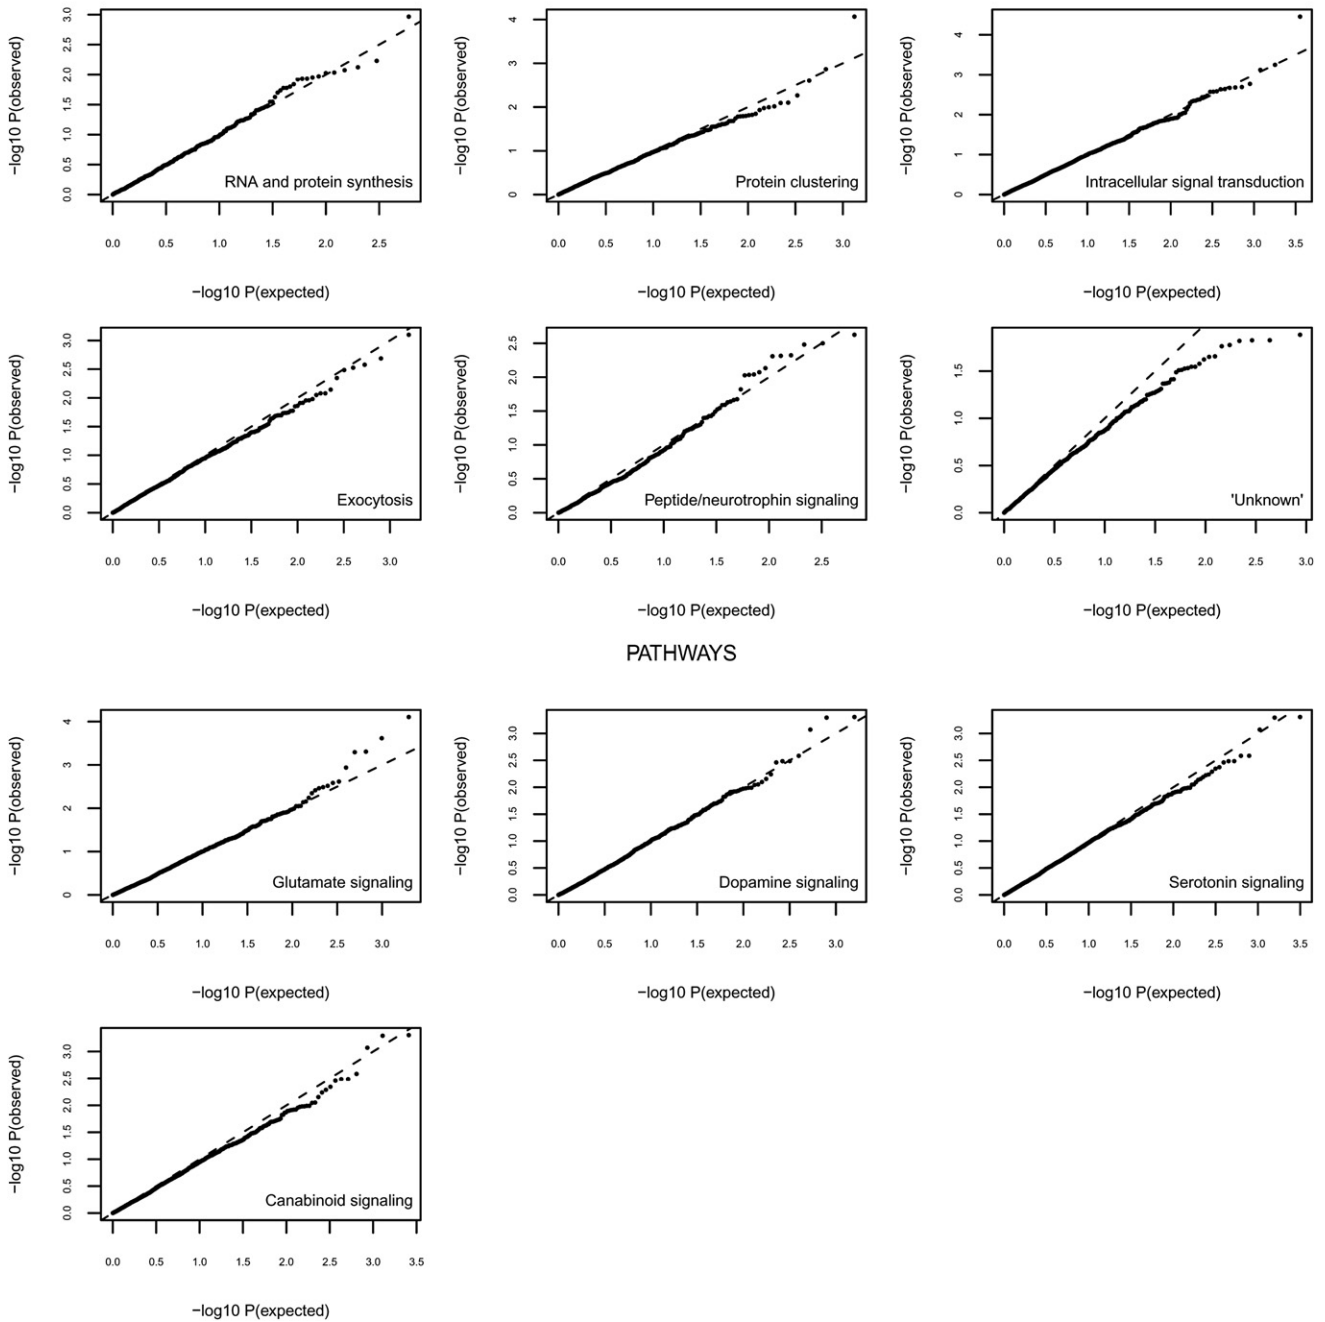 −log10 P(observed)
0.0 0.5 1.0 1.5 2.0 2.5 3.0
RNA and protein synthesis
0.0 0.5 1.0 1.5 2.0 2.5
−log10 P(expected)
−log10 P(observed)
0 1 2 3 4
Protein clustering
0.0 0.5 1.0 1.5 2.0 2.5 3.0
−log10 P(expected)
−log10 P(observed)
0 1 2 3 4
Intracellular signal transduction
0.0 0.5 1.0 1.5 2.0 2.5 3.0 3.5
−log10 P(expected)
−log10 P(observed)
0.0 0.5 1.0 1.5 2.0 2.5 3.0
Exocytosis
0.0 0.5 1.0 1.5 2.0 2.5 3.0
−log10 P(expected)
−log10 P(observed)
0.0 0.5 1.0 1.5 2.0 2.5
Peptide/neurotrophin signaling
0.0 0.5 1.0 1.5 2.0 2.5
−log10 P(expected)
−log10 P(observed)
0.0 0.5 1.0 1.5
'Unknown'
0.0 0.5 1.0 1.5 2.0 2.5 3.0
−log10 P(expected)
PATHWAYS
−log10 P(observed)
0 1 2 3 4
Glutamate signaling
0.0 0.5 1.0 1.5 2.0 2.5 3.0
−log10 P(expected)
−log10 P(observed)
0.0 0.5 1.0 1.5 2.0 2.5 3.0
Dopamine signaling
0.0 0.5 1.0 1.5 2.0 2.5 3.0
−log10 P(expected)
−log10 P(observed)
0.0 0.5 1.0 1.5 2.0 2.5 3.0
Serotonin signaling
0.0 0.5 1.0 1.5 2.0 2.5 3.0 3.5
−log10 P(expected)
−log10 P(observed)
0.0 0.5 1.0 1.5 2.0 2.5 3.0
Canabinoid signaling
0.0 0.5 1.0 1.5 2.0 2.5 3.0 3.5
−log10 P(expected)